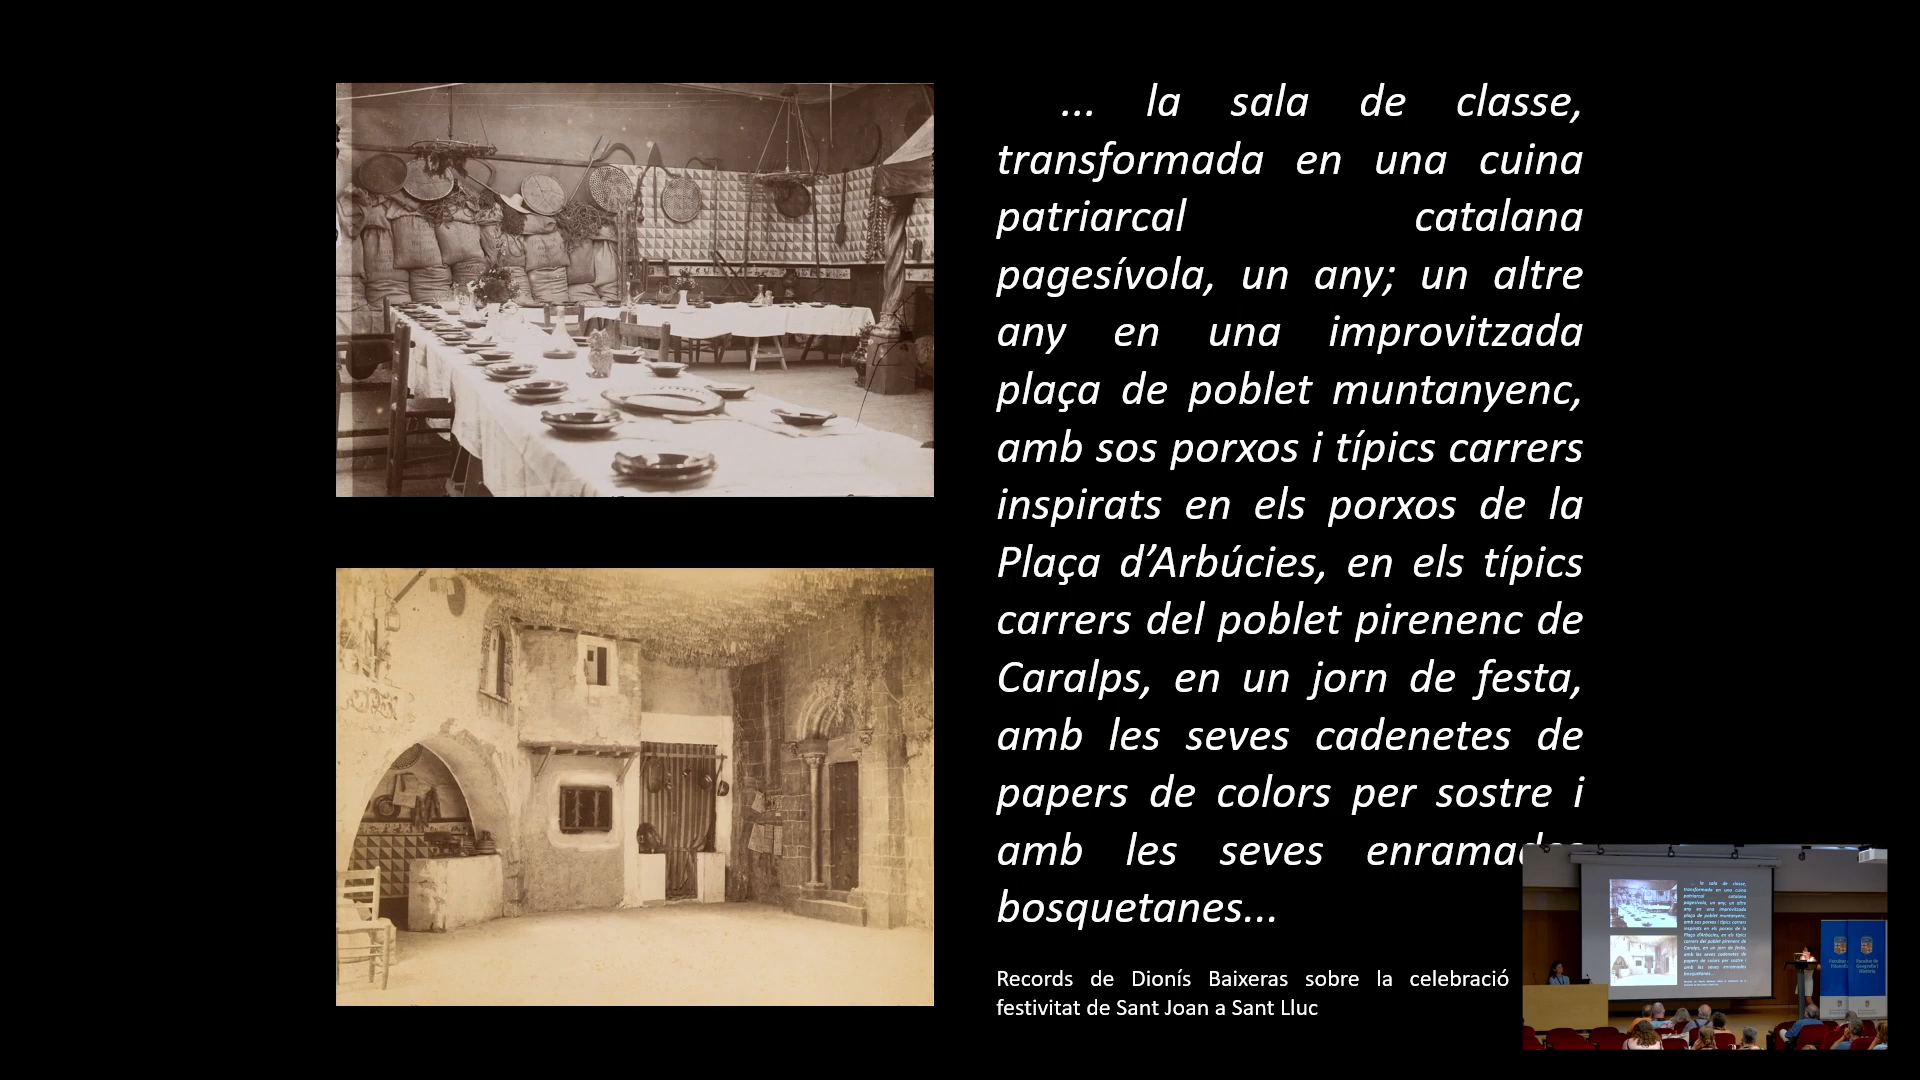 ... la sala de classe,
transformada en una cuina
patriarcal catalana
pagesívola, un any; un altre
any en una improvitzada
plaça de poblet muntanyenc,
amb sos porxos i típics carrers
inspirats en els porxos de la
Plaça d’Arbúcies, en els típics
carrers del poblet pirenenc de
Caralps, en un jorn de festa,
amb les seves cadenetes de
papers de colors per sostre i
amb les seves enramades
bosquetanes...
Records de Dionís Baixeras sobre la celebració
festivitat de Sant Joan a Sant Lluc